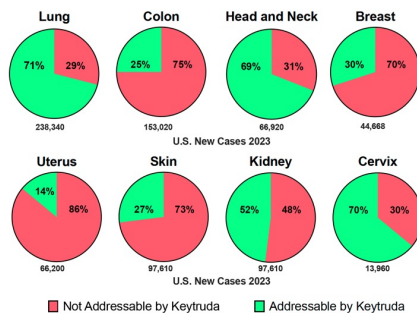 Lung Colon Head and Neck Breast
71% 29% 25% 75% 69% 31% 30% 70%
238,340 153,020 66,920 44,668
U.S. New Cases 2023
Uterus Skin Kidney Cervix
14% 86% 27% 73% 52% 48% 70% 30%
66,200 97,610 97,610 13,960
U.S. New Cases 2023
Not Addressable by Keytruda Addressable by Keytruda